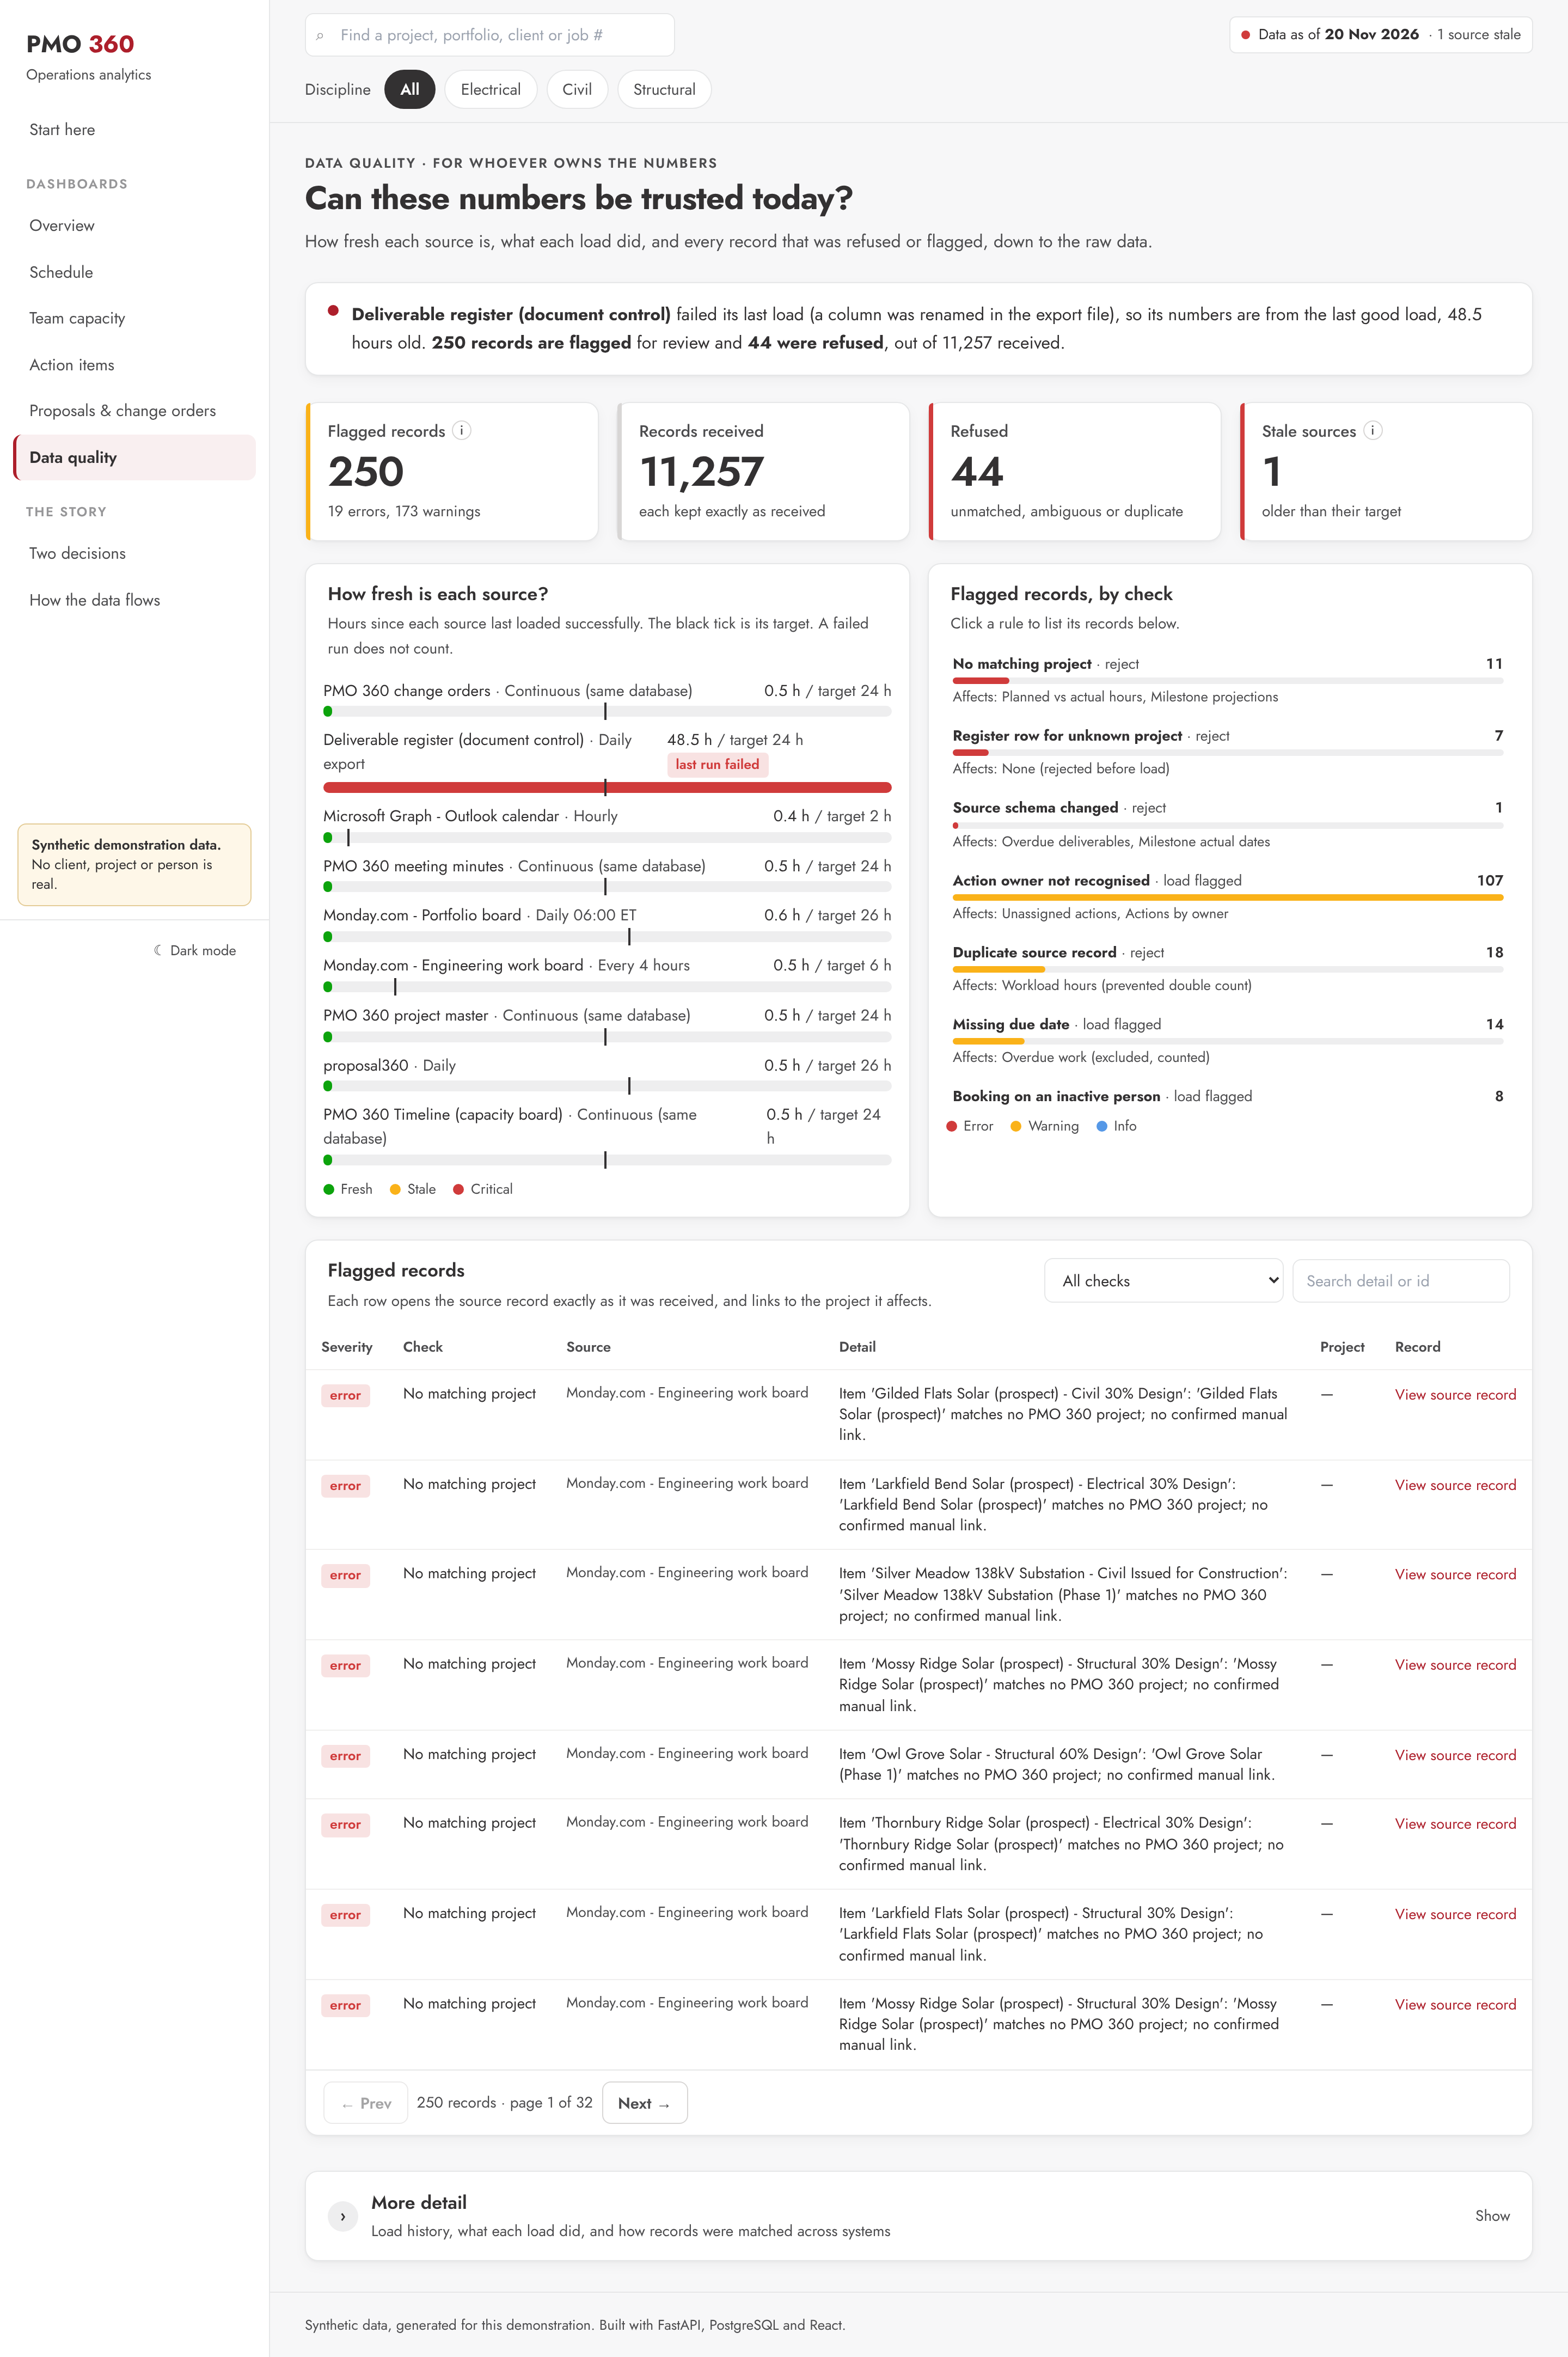 PMO 360
Operations analytics
Start here
DASHBOARDS
Overview
Schedule
Team capacity
Action items
Proposals & change orders
Data quality
THE STORY
Two decisions
How the data flows
Synthetic demonstration data.
No client, project or person is
real.
☾ Dark mode
Find a project, portfolio, client or job #
Data as of 20 Nov 2026 · 1 source stale
Discipline All Electrical Civil Structural
DATA QUALITY · FOR WHOEVER OWNS THE NUMBERS
Can these numbers be trusted today?
How fresh each source is, what each load did, and every record that was refused or flagged, down to the raw data.
Deliverable register (document control) failed its last load (a column was renamed in the export file), so its numbers are from the last good load, 48.5
hours old. 250 records are flagged for review and 44 were refused, out of 11,257 received.
Flagged records i
250
19 errors, 173 warnings
Records received
11,257
each kept exactly as received
Refused
44
unmatched, ambiguous or duplicate
Stale sources i
1
older than their target
How fresh is each source?
Hours since each source last loaded successfully. The black tick is its target. A failed
run does not count.
PMO 360 change orders · Continuous (same database) 0.5 h / target 24 h
Deliverable register (document control) · Daily
export
48.5 h / target 24 h
last run failed
Microsoft Graph - Outlook calendar · Hourly 0.4 h / target 2 h
PMO 360 meeting minutes · Continuous (same database) 0.5 h / target 24 h
Monday.com - Portfolio board · Daily 06:00 ET 0.6 h / target 26 h
Monday.com - Engineering work board · Every 4 hours 0.5 h / target 6 h
PMO 360 project master · Continuous (same database) 0.5 h / target 24 h
proposal360 · Daily 0.5 h / target 26 h
PMO 360 Timeline (capacity board) · Continuous (same
database)
0.5 h / target 24
h
Fresh Stale Critical
Flagged records, by check
Click a rule to list its records below.
No matching project · reject 11
Affects: Planned vs actual hours, Milestone projections
Register row for unknown project · reject 7
Affects: None (rejected before load)
Source schema changed · reject 1
Affects: Overdue deliverables, Milestone actual dates
Action owner not recognised · load flagged 107
Affects: Unassigned actions, Actions by owner
Duplicate source record · reject 18
Affects: Workload hours (prevented double count)
Missing due date · load flagged 14
Affects: Overdue work (excluded, counted)
Booking on an inactive person · load flagged 8
Error Warning Info
Flagged records
Each row opens the source record exactly as it was received, and links to the project it affects.
All checks
Search detail or id
Severity Check Source Detail Project Record
error No matching project Monday.com - Engineering work board Item 'Gilded Flats Solar (prospect) - Civil 30% Design': 'Gilded Flats — View source record
Solar (prospect)' matches no PMO 360 project; no confirmed manual
link.
error No matching project Monday.com - Engineering work board Item 'Larkfield Bend Solar (prospect) - Electrical 30% Design': — View source record
'Larkfield Bend Solar (prospect)' matches no PMO 360 project; no
confirmed manual link.
error No matching project Monday.com - Engineering work board Item 'Silver Meadow 138kV Substation - Civil Issued for Construction': — View source record
'Silver Meadow 138kV Substation (Phase 1)' matches no PMO 360
project; no confirmed manual link.
error No matching project Monday.com - Engineering work board Item 'Mossy Ridge Solar (prospect) - Structural 30% Design': 'Mossy — View source record
Ridge Solar (prospect)' matches no PMO 360 project; no confirmed
manual link.
error No matching project Monday.com - Engineering work board Item 'Owl Grove Solar - Structural 60% Design': 'Owl Grove Solar — View source record
(Phase 1)' matches no PMO 360 project; no confirmed manual link.
error No matching project Monday.com - Engineering work board Item 'Thornbury Ridge Solar (prospect) - Electrical 30% Design': — View source record
'Thornbury Ridge Solar (prospect)' matches no PMO 360 project; no
confirmed manual link.
error No matching project Monday.com - Engineering work board Item 'Larkfield Flats Solar (prospect) - Structural 30% Design': — View source record
'Larkfield Flats Solar (prospect)' matches no PMO 360 project; no
confirmed manual link.
error No matching project Monday.com - Engineering work board Item 'Mossy Ridge Solar (prospect) - Structural 30% Design': 'Mossy — View source record
Ridge Solar (prospect)' matches no PMO 360 project; no confirmed
manual link.
← Prev 250 records · page 1 of 32 Next →
› More detail
Load history, what each load did, and how records were matched across systems
Show
Synthetic data, generated for this demonstration. Built with FastAPI, PostgreSQL and React.